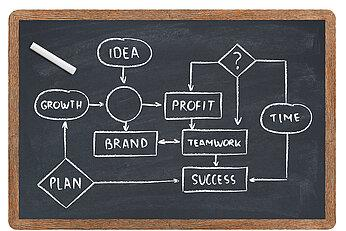 IDEA
?
GROWTH
PROFIT
TIME
BRAND
TEAMWORK
PLAN
SUCCESS